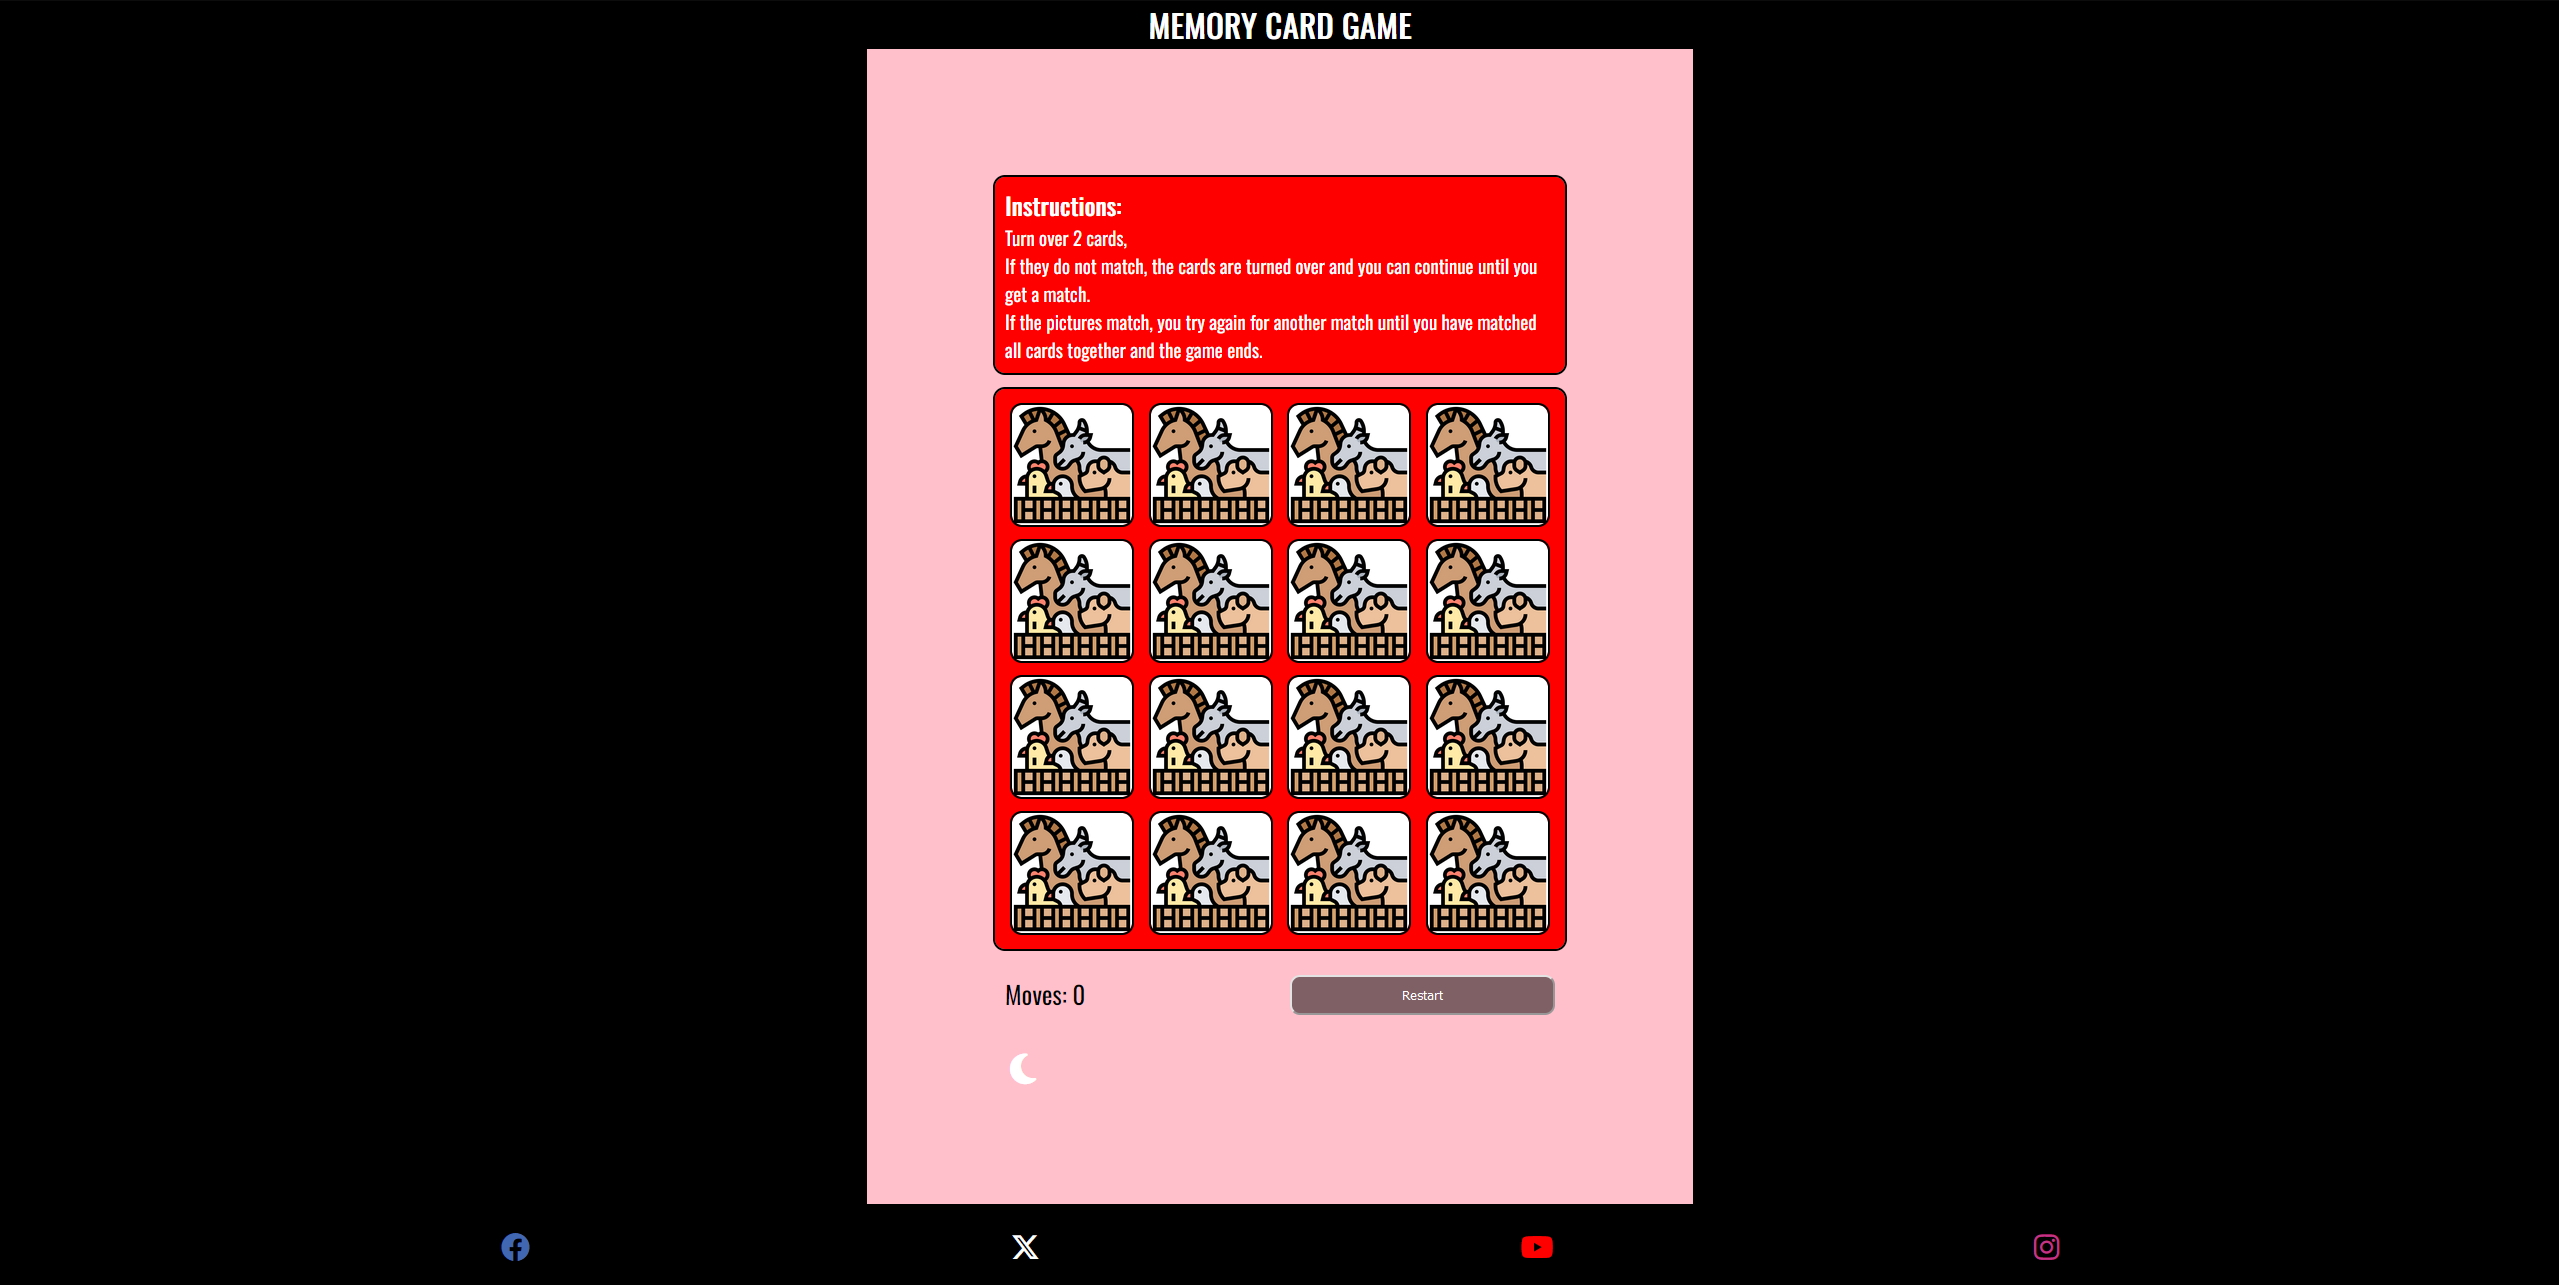 MEMORY CARD GAME
Instructions:
Turn over 2 cards,
If they do not match, the cards are turned over and you can continue until you
get a match.
If the pictures match, you try again for another match until you have matched
all cards together and the game ends.
Moves: 0
Restart